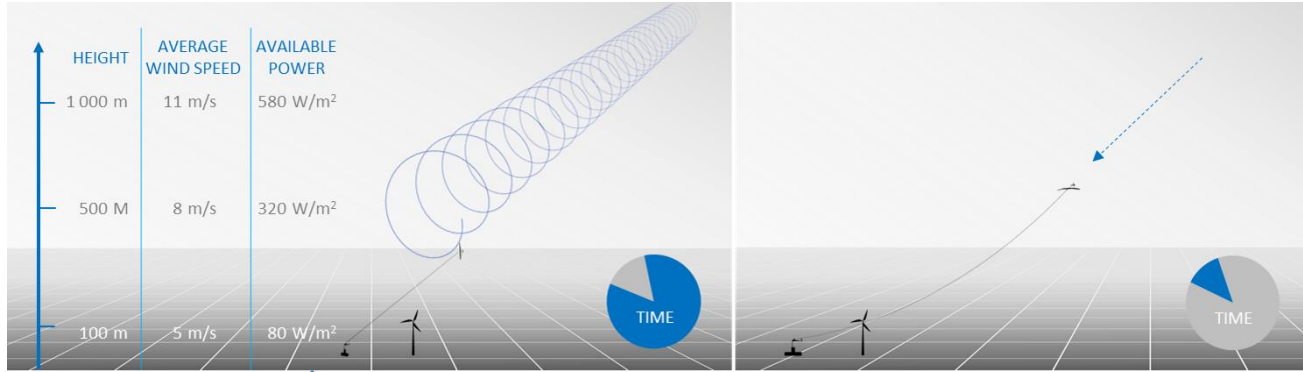 HEIGHT
AVERAGE
WIND SPEED
AVAILABLE
POWER
1 000 m
11 m/s
580 W/m²
500 M
8 m/s
320 W/m²
100 m
5 m/s
80 W/m²
TIME
TIME